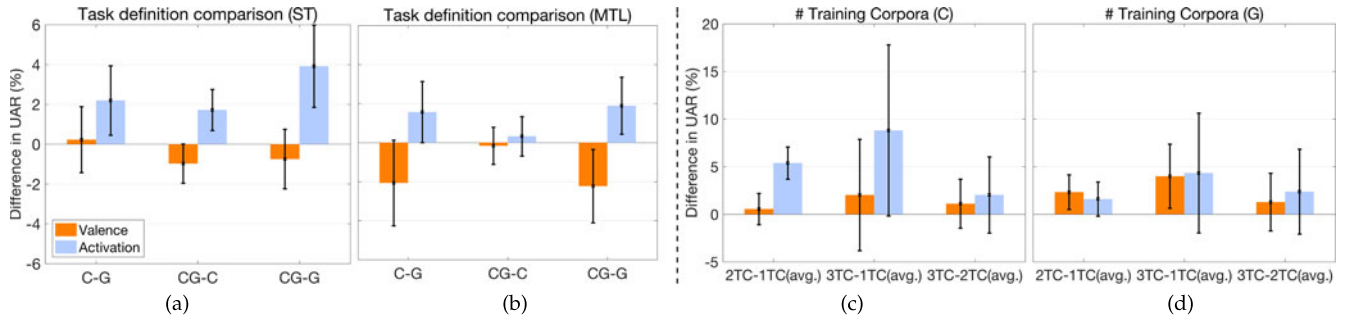 Task definition comparison (ST)
Difference in UAR (%)
6
4
2
0
-2
-4
-6
Valence
Activation
C-G CG-C CG-G
(a)
Task definition comparison (MTL)
C-G CG-C CG-G
(b)
# Training Corpora (C)
Difference in UAR (%)
20
15
10
5
0
-5
2TC-1TC(avg.) 3TC-1TC(avg.) 3TC-2TC(avg.)
(c)
# Training Corpora (G)
2TC-1TC(avg.) 3TC-1TC(avg.) 3TC-2TC(avg.)
(d)